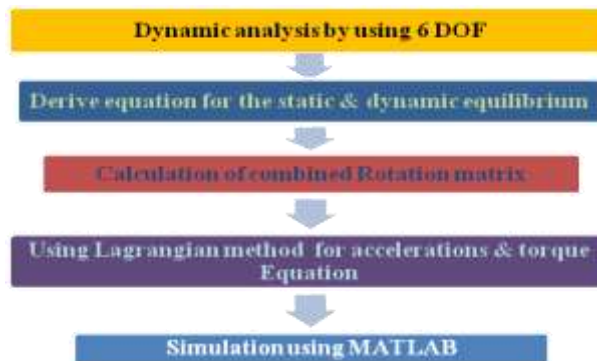 Dynamic analysis by using 6 DOF
Derive equation for the static & dynamic equilibrium
Calculation of combined Rotation matrix
Using Lagrangian method for accelerations & torque
Equation
Simulation using MATLAB